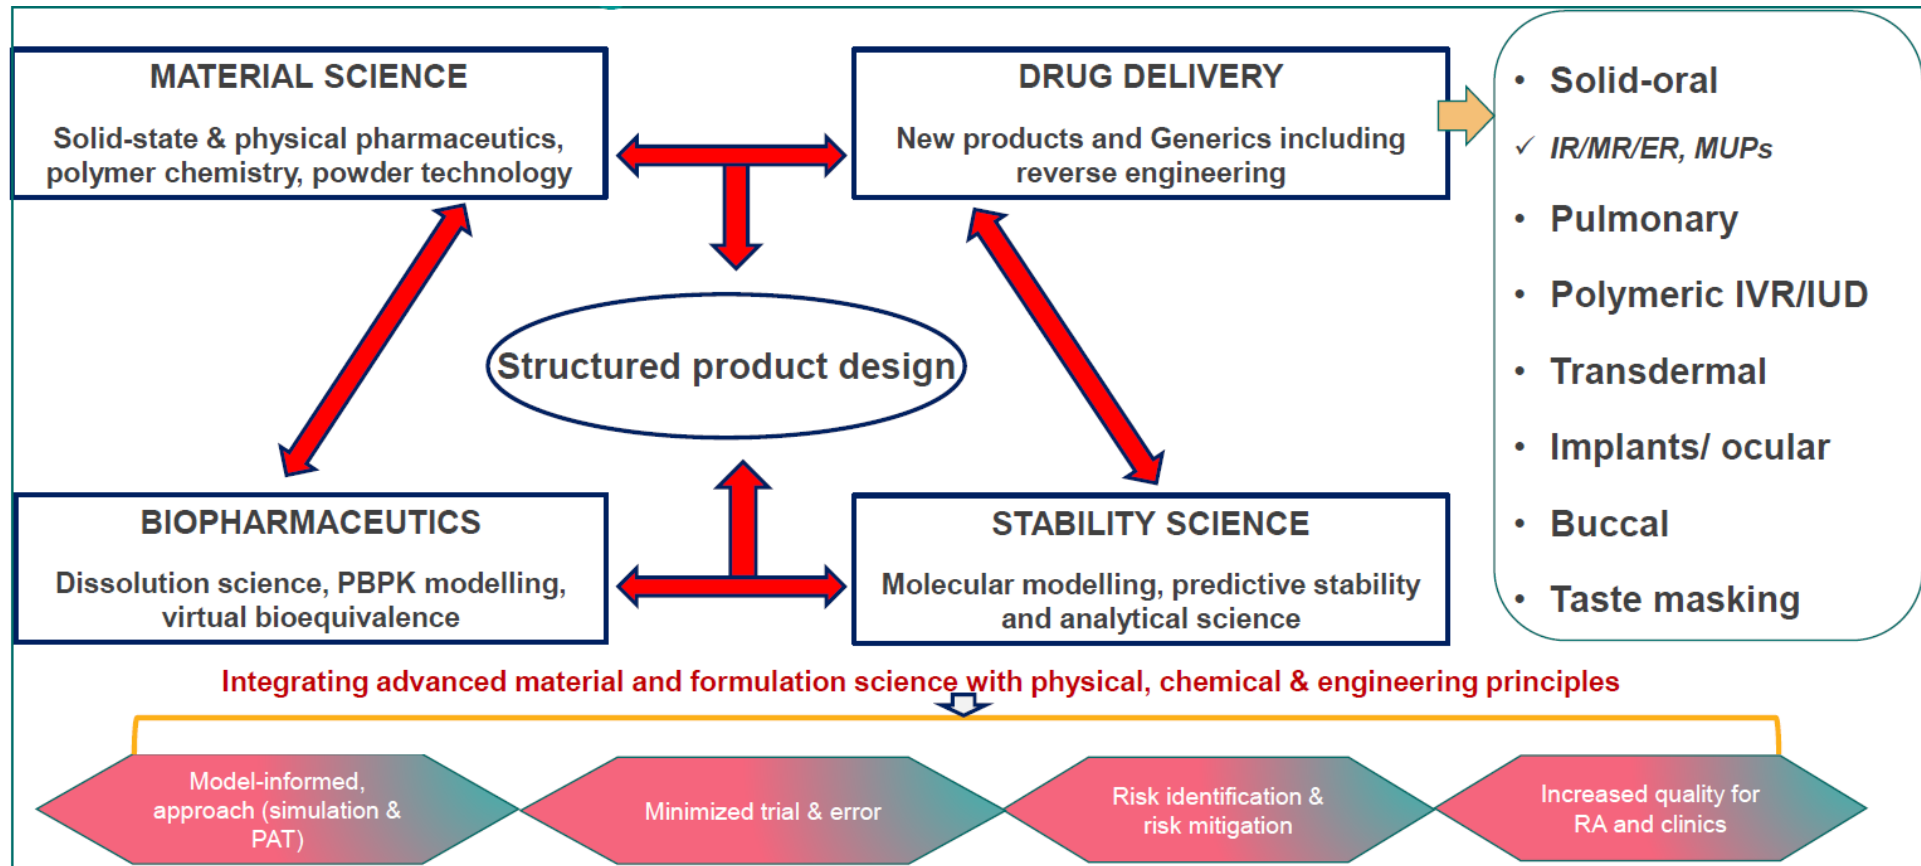 MATERIAL SCIENCE
Solid-state & physical pharmaceutics,
polymer chemistry, powder technology
DRUG DELIVERY
New products and Generics including
reverse engineering
• Solid-oral
✓ IR/MR/ER, MUPs
• Pulmonary
• Polymeric IVR/IUD
• Transdermal
• Implants/ ocular
• Buccal
• Taste masking
Structured product design
BIOPHARMACEUTICS
Dissolution science, PBPK modelling,
virtual bioequivalence
STABILITY SCIENCE
Molecular modelling, predictive stability
and analytical science
Integrating advanced material and formulation science with physical, chemical & engineering principles
Model-informed,
approach (simulation &
PAT)
Minimized trial & error
Risk identification &
risk mitigation
Increased quality for
RA and clinics